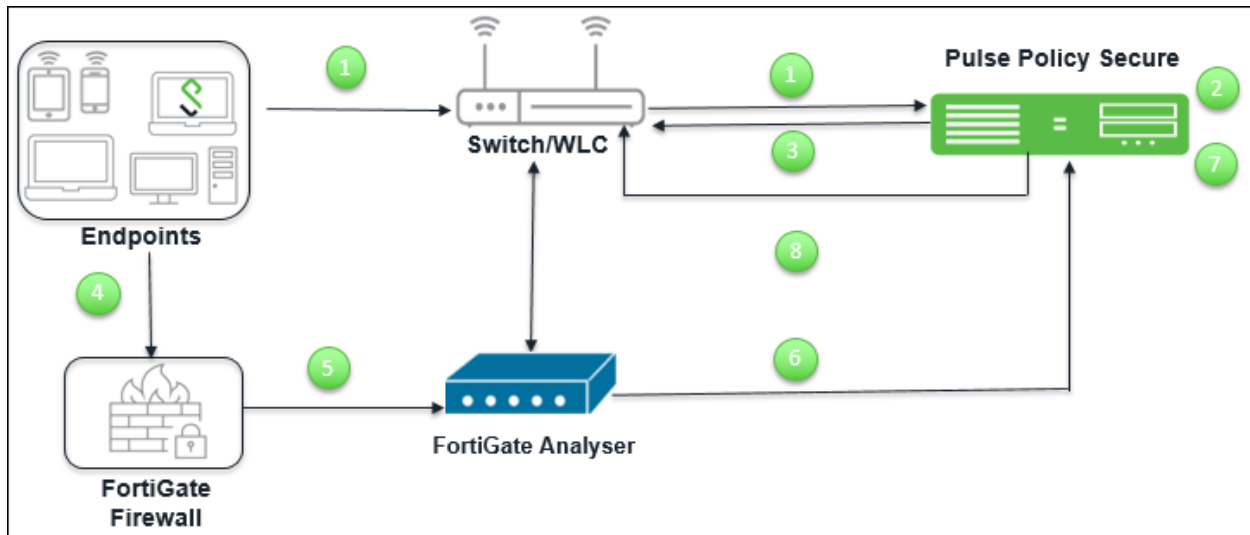 1
1
Pulse Policy Secure
2
Switch/WLC
3
7
Endpoints
8
4
5
6
FortiGate Analyser
FortiGate
Firewall